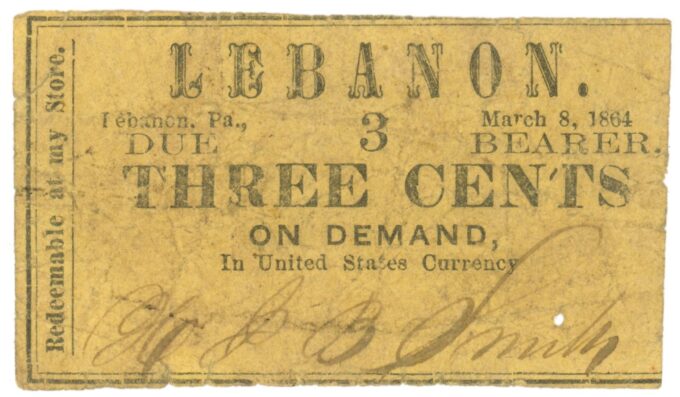 Redeemable at my Store.
LEBANON.
Lebanon, Pa., 3 March 8, 1864
DUE BEARER.
THREE CENTS
ON DEMAND,
In United States Currency
B Smith